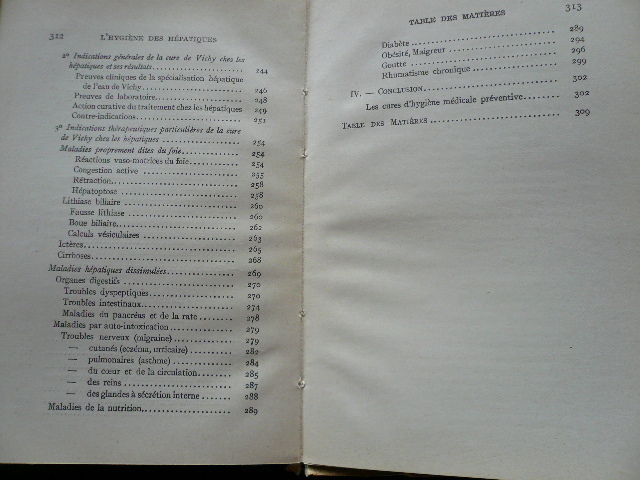 312 L'HYGIÈNE DES HÉPATIQUES
2º Indications générales de la cure de Vichy chez les
hépatiques et ses résultats........................ 244
Preuves cliniques de la spécialisation hépatique
de l'eau de Vichy........................ 246
Preuves de laboratoire........................ 248
Action curative du traitement chez les hépatiques 249
Contre-indications........................ 251
3º Indications thérapeutiques particulières de la cure
de Vichy chez les hépatiques ........................ 254
Maladies proprement dites du foie........................ 254
Réactions vaso-motrices du foie........................ 254
Congestion active ........................ 255
Rétraction........................ 258
Hépatoptose ........................ 258
Lithiase biliaire ........................ 260
Fausse lithiase ........................ 260
Boue biliaire........................ 262
Calculs vésiculaires ........................ 263
Ictères........................ 265
Cirrhoses........................ 268
Maladies hépatiques dissimulées........................ 269
Organes digestifs ........................ 270
Troubles dyspeptiques........................ 270
Troubles intestinaux........................ 274
Maladies du pancréas et de la rate ........................ 278
Maladies par auto-intoxication ........................ 279
Troubles nerveux (migraine) ........................ 279
— cutanés (eczéma, urticaire) ........................ 282
— pulmonaires (asthme) ........................ 284
— du cœur et de la circulation........................ 285
— des reins ........................ 287
— des glandes à sécrétion interne ........................ 288
Maladies de la nutrition........................ 289
TABLE DES MATIÈRES 313
Diabète ........................ 289
Obésité, Maigreur ........................ 294
Goutte ........................ 296
Rhumatisme chronique ........................ 299
IV. — CONCLUSION........................ 302
Les cures d'hygiène médicale préventive........................ 302
TABLE DES MATIÈRES ........................ 309